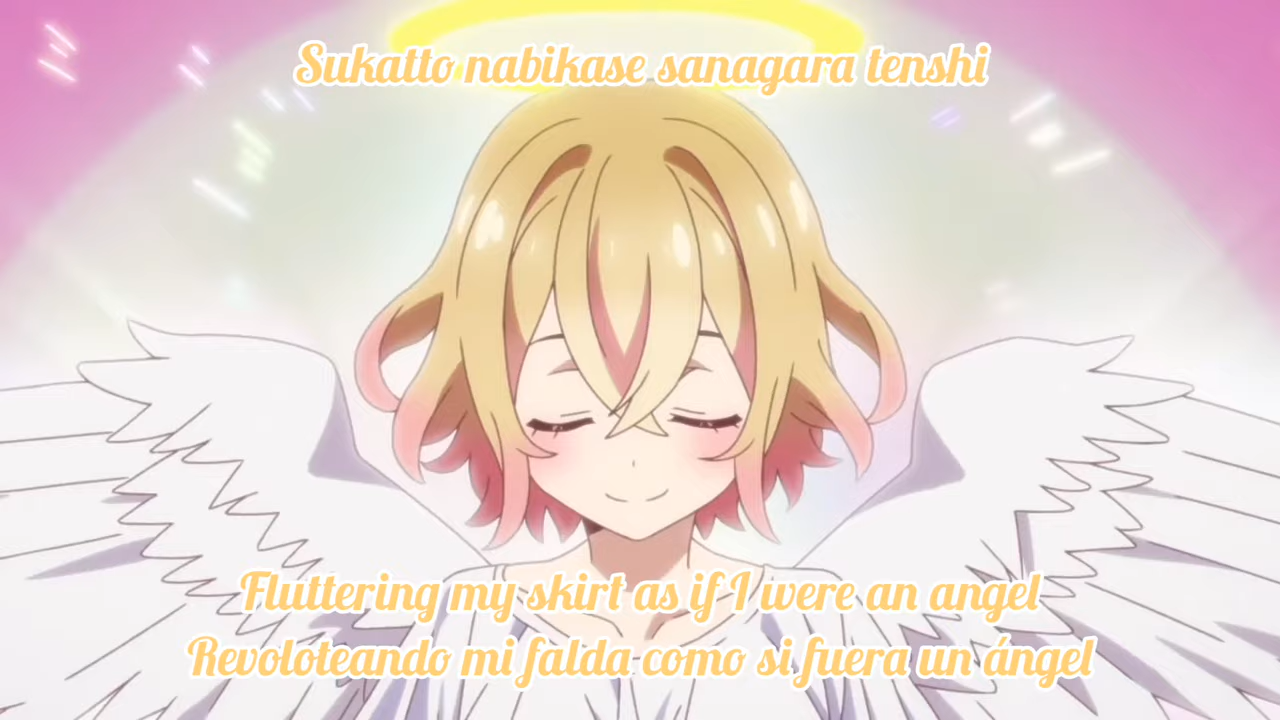 Sukatto nabikase sanagara tenshi
Fluttering my skirt as if I were an angel
Revoloteando mi falda como si fuera un ángel